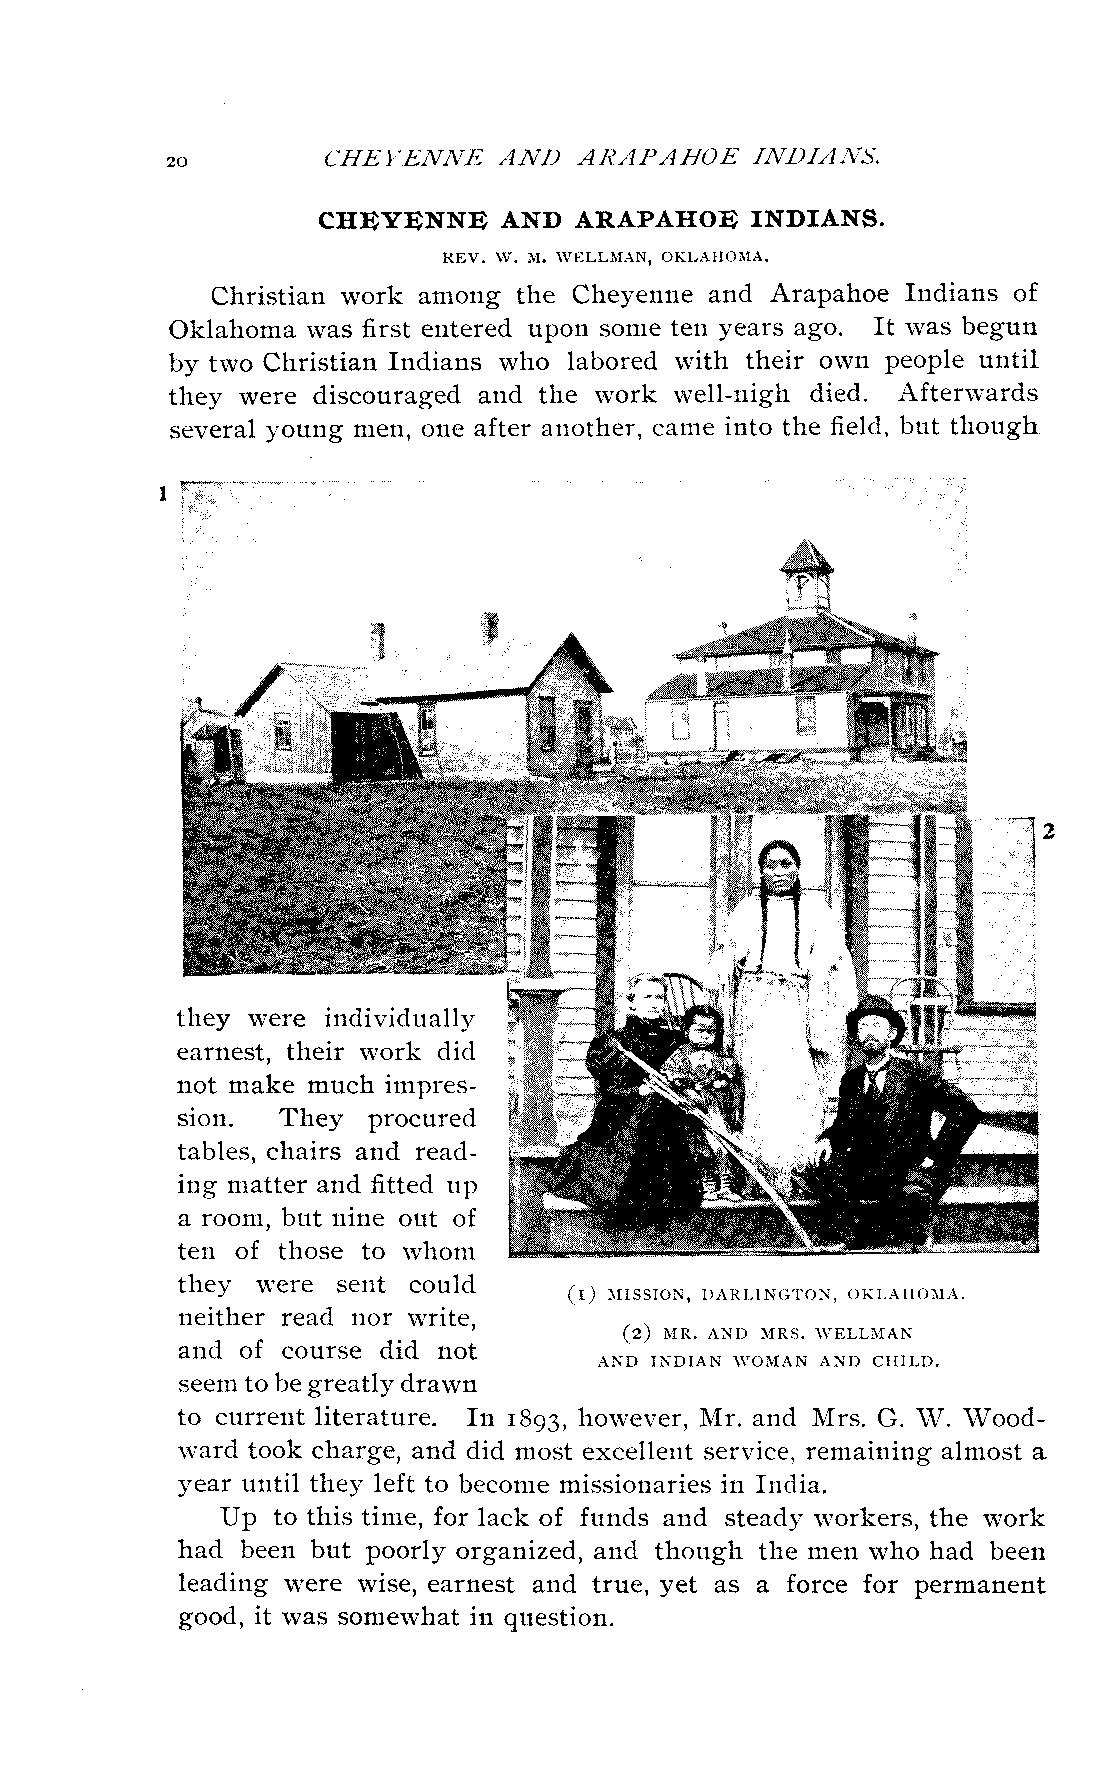 20 CHEYENNE AND ARAPAHOE INDIANS.
CHEYENNE AND ARAPAHOE INDIANS.
REV. W. M. WELLMAN, OKLAHOMA.
Christian work among the Cheyenne and Arapahoe Indians of
Oklahoma was first entered upon some ten years ago. It was begun
by two Christian Indians who labored with their own people until
they were discouraged and the work well-nigh died. Afterwards
several young men, one after another, came into the field, but though
1
2
they were individually
earnest, their work did
not make much impres-
sion. They procured
tables, chairs and read-
ing matter and fitted up
a room, but nine out of
ten of those to whom
they were sent could
neither read nor write,
and of course did not
seem to be greatly drawn
(1) MISSION, DARLINGTON, OKLAHOMA.
(2) MR. AND MRS. WELLMAN
AND INDIAN WOMAN AND CHILD.
to current literature. In 1893, however, Mr. and Mrs. G. W. Wood-
ward took charge, and did most excellent service, remaining almost a
year until they left to become missionaries in India.
Up to this time, for lack of funds and steady workers, the work
had been but poorly organized, and though the men who had been
leading were wise, earnest and true, yet as a force for permanent
good, it was somewhat in question.